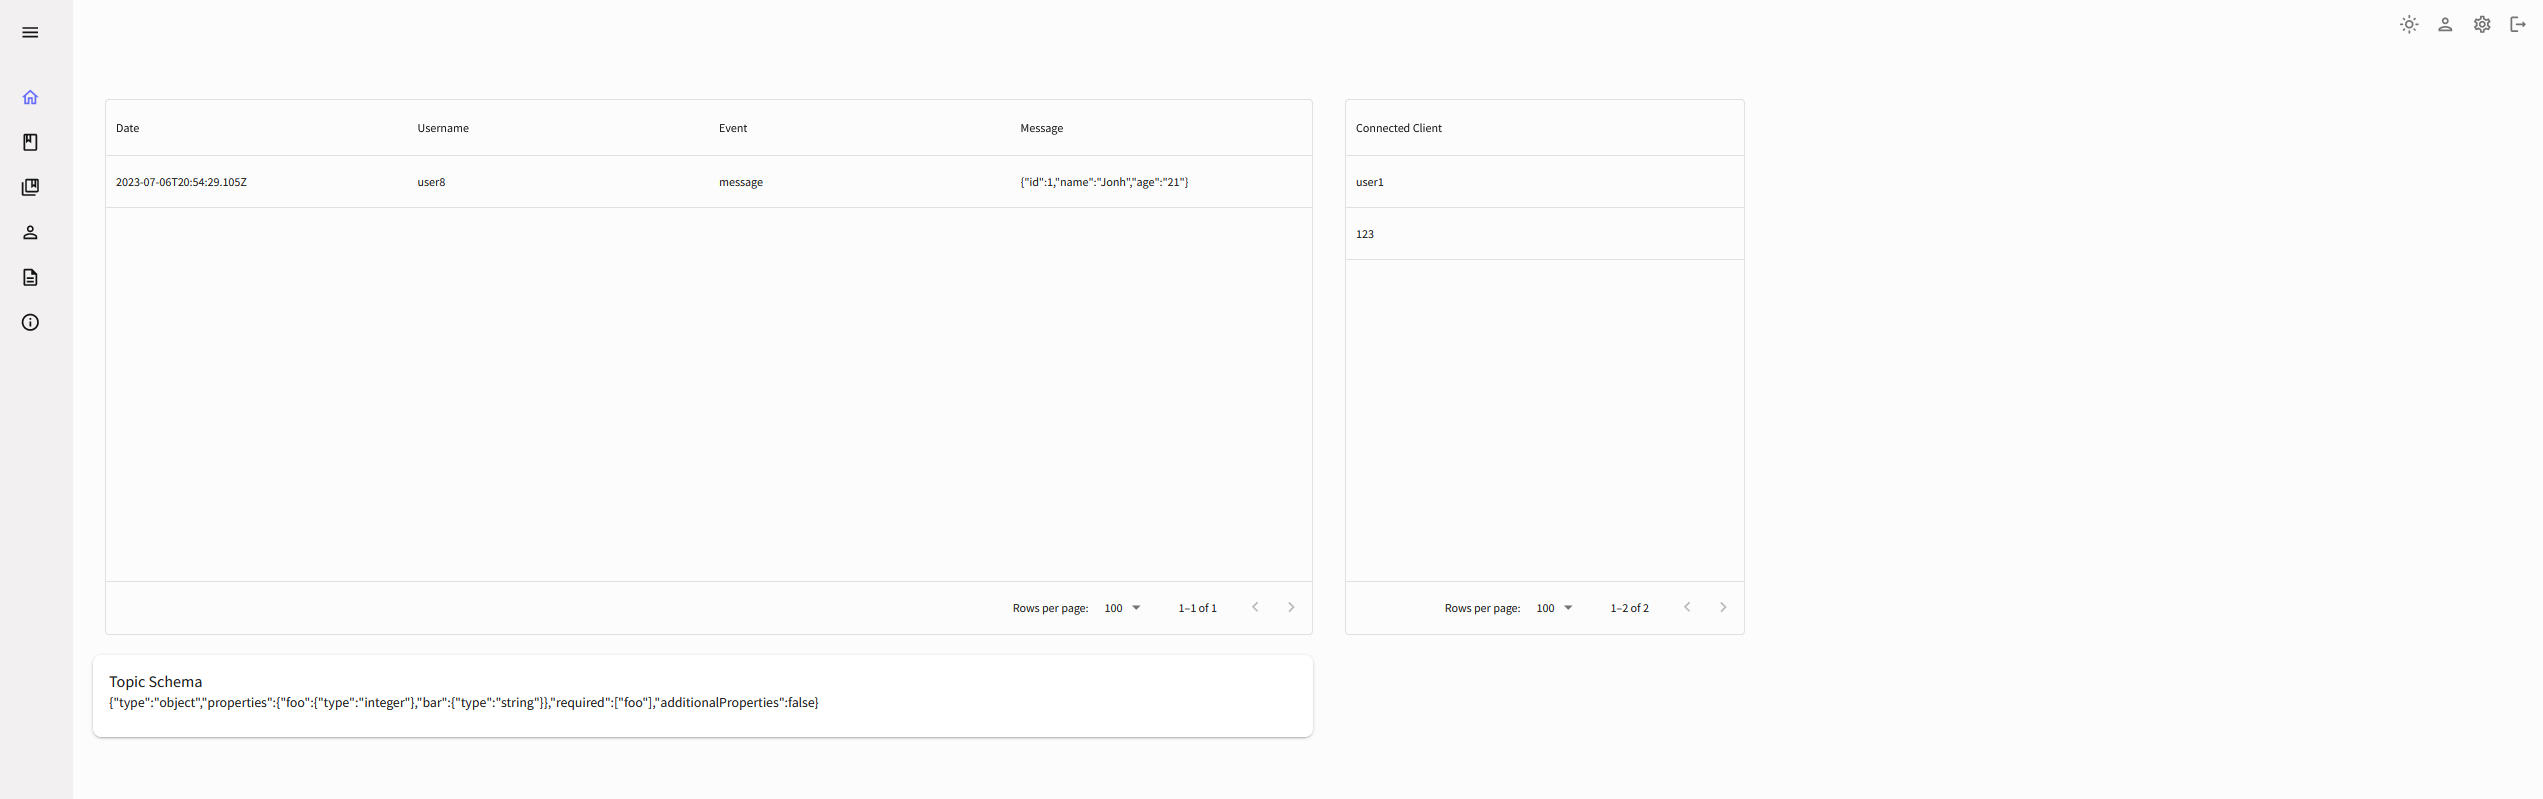 Date Username Event Message
2023-07-06T20:54:29.105Z user8 message {"id":1,"name":"Jonh","age":"21"}
Rows per page: 100 1–1 of 1
Connected Client
user1
123
Rows per page: 100 1–2 of 2
Topic Schema
{"type":"object","properties":{"foo":{"type":"integer"},"bar":{"type":"string"}},"required":["foo"],"additionalProperties":false}